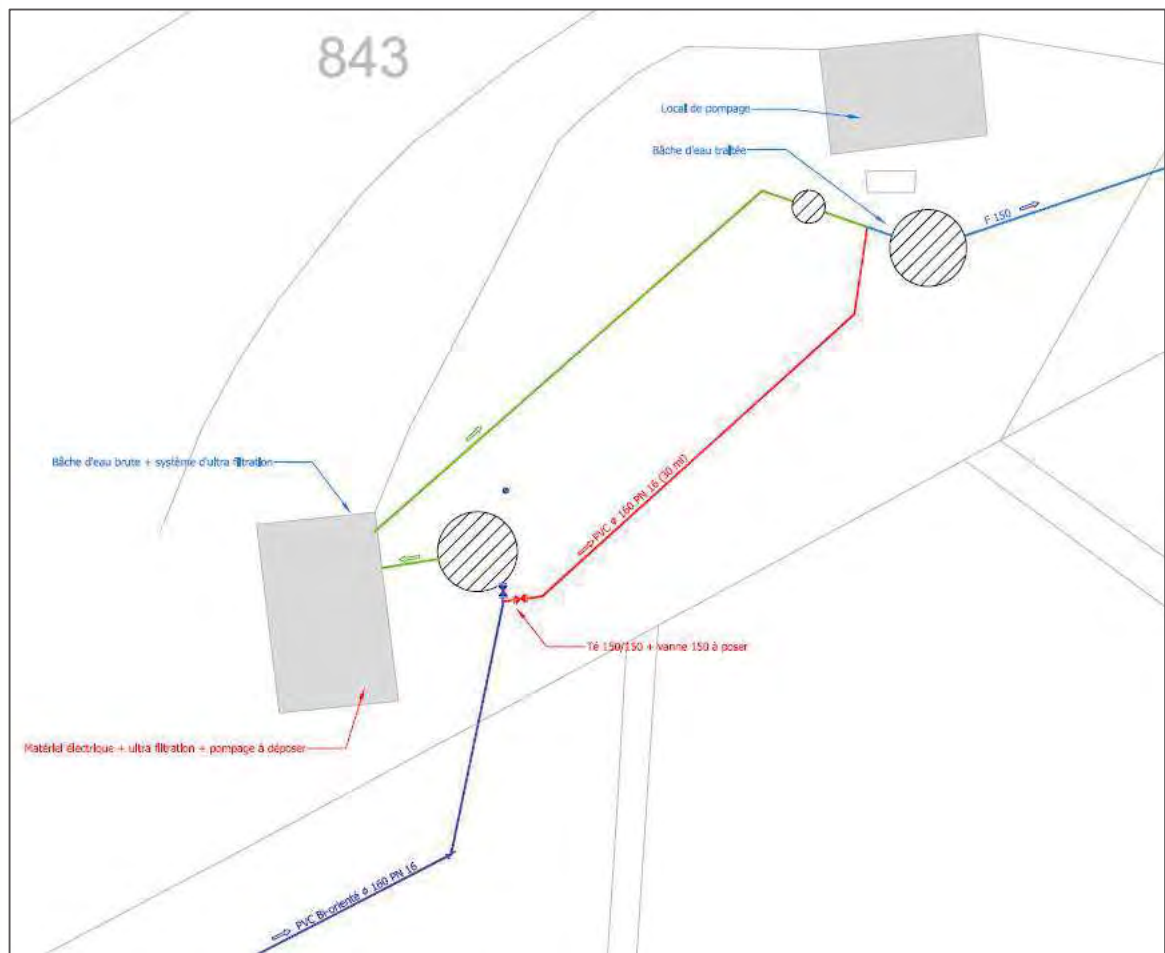 843
Local de pompage
Bâche d'eau traitée
F 150
Bâche d'eau brute + système d'ultra filtration
PVC φ 160 PN 16 (30 ml)
Té 150/150 + vanne 150 à poser
Matériel électrique + ultra filtration + pompage à déposer
PVC Bi-orienté φ 160 PN 16